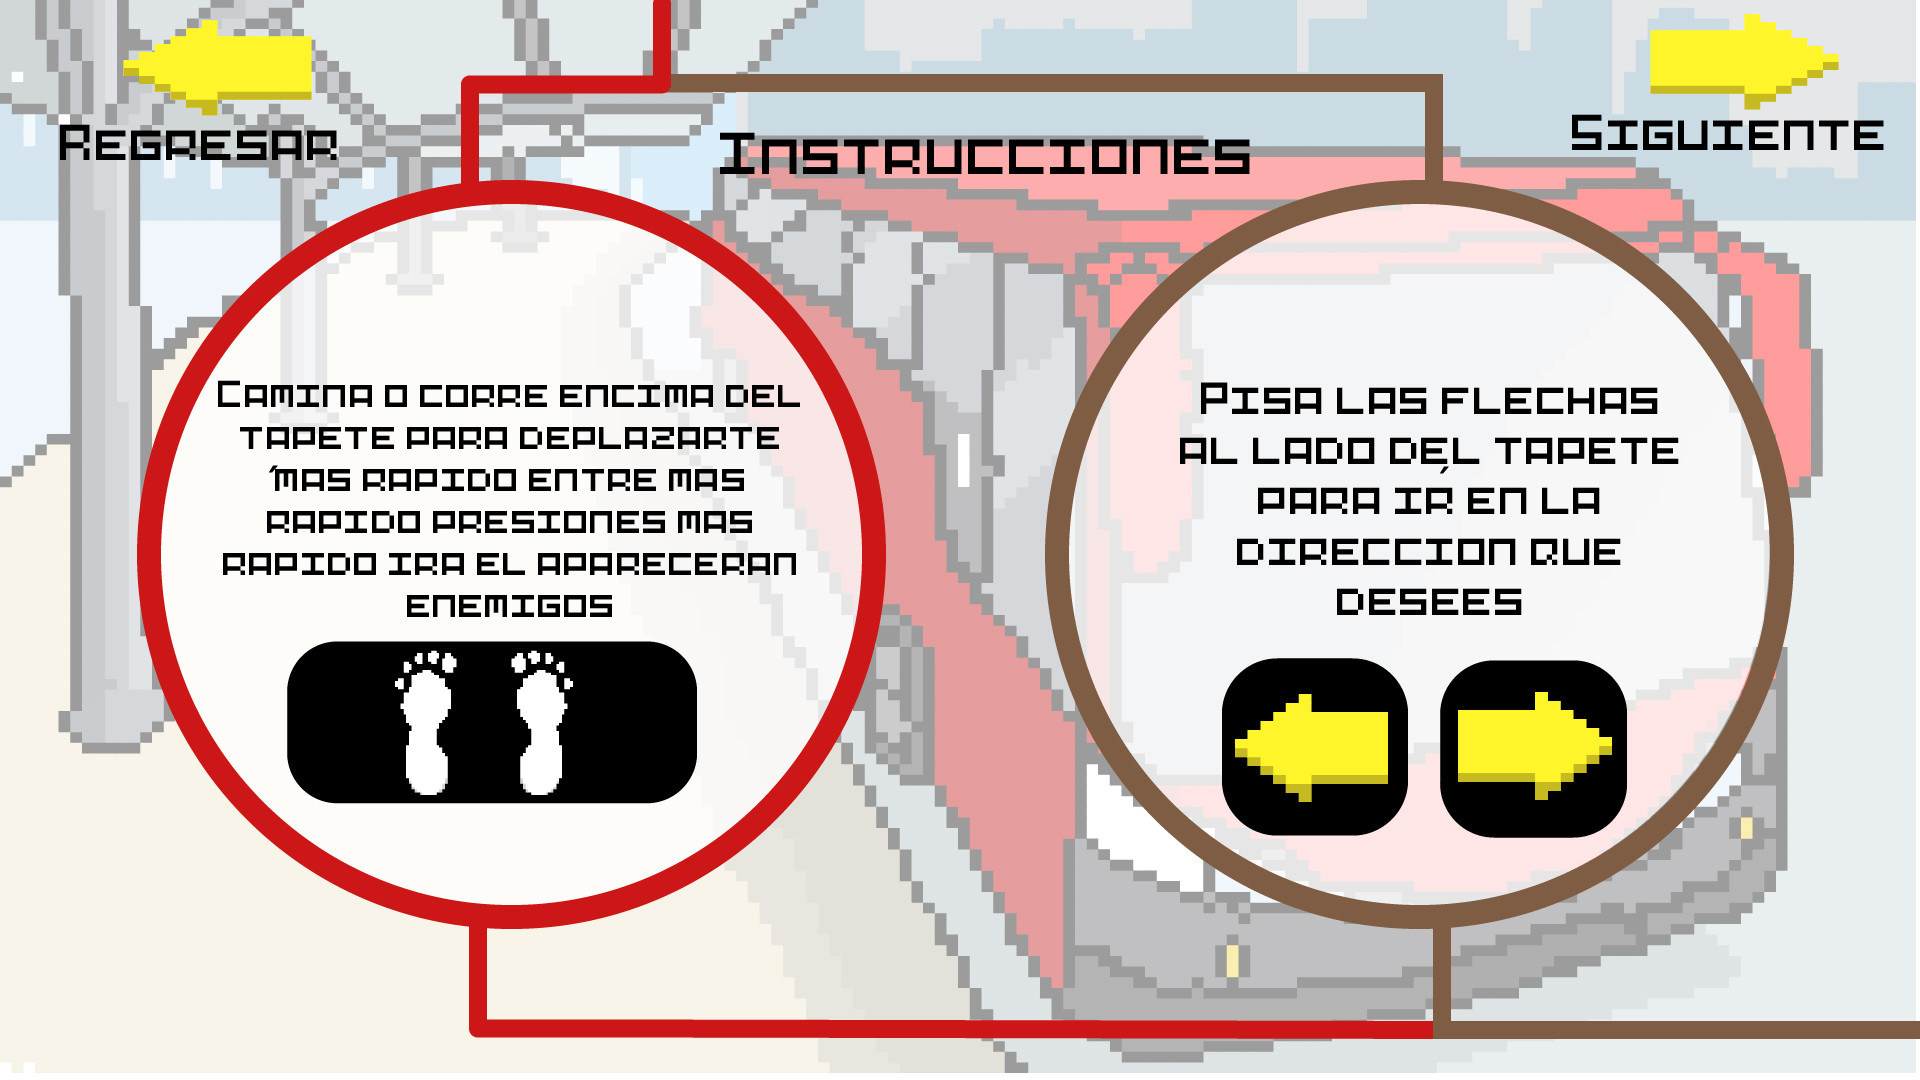 Regresar
Siguiente
Instrucciones
Camina o corre encima del
tapete para deplazarte
´mas rapido entre mas
rapido presiones mas
rapido ira el apareceran
enemigos
Pisa las flechas
al lado del tapete
para iŕ en la
direccion que
desees